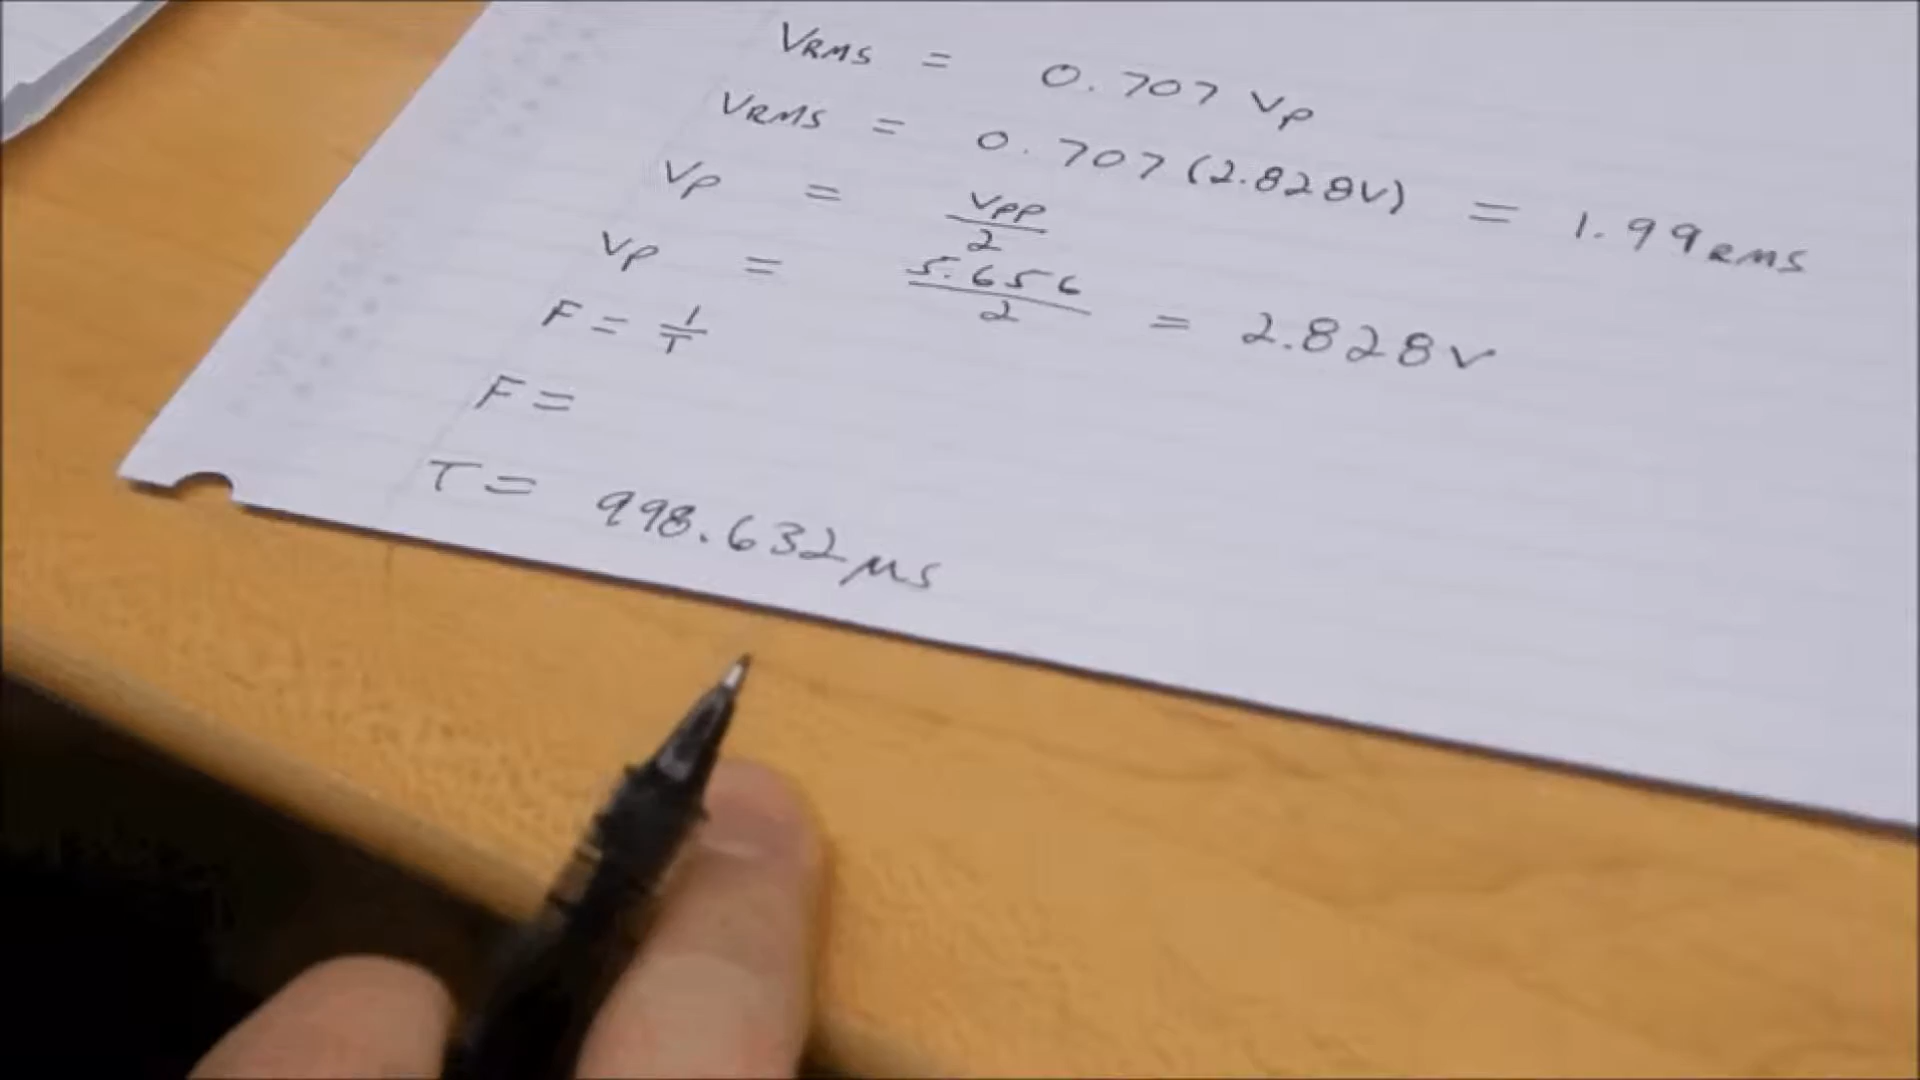 VRMS = 0.707 VP
VRMS = 0.707 (2.828V) = 1.99RMS
VP = VPP/2
VP = 5.656/2 = 2.828V
F = 1/T
F =
T = 998.632µs